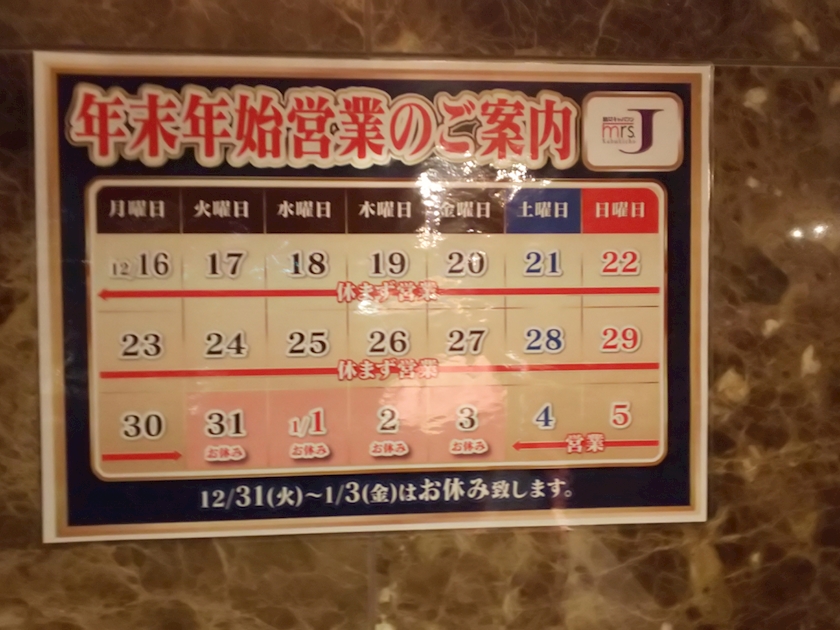 年末年始営業のご案内
mrs.J
月曜日 火曜日 水曜日 木曜日 金曜日 土曜日 日曜日
12/16 17 18 19 20 21 22
休まず営業
23 24 25 26 27 28 29
休まず営業
30 31 1/1 2 3 4 5
お休み お休み お休み お休み 営業
12/31(火)～1/3(金)はお休み致します。